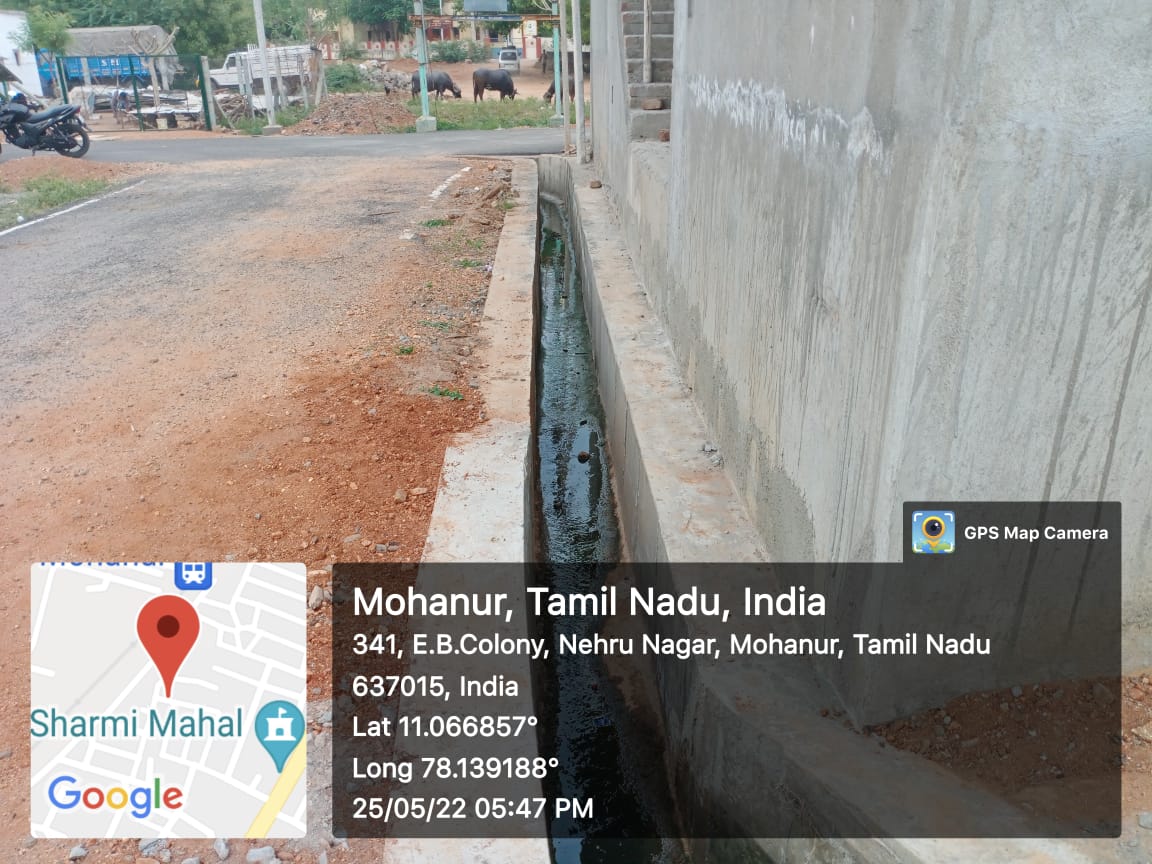 GPS Map Camera
Mohanur, Tamil Nadu, India
341, E.B.Colony, Nehru Nagar, Mohanur, Tamil Nadu
637015, India
Lat 11.066857°
Long 78.139188°
25/05/22 05:47 PM
Sharmi Mahal
Google